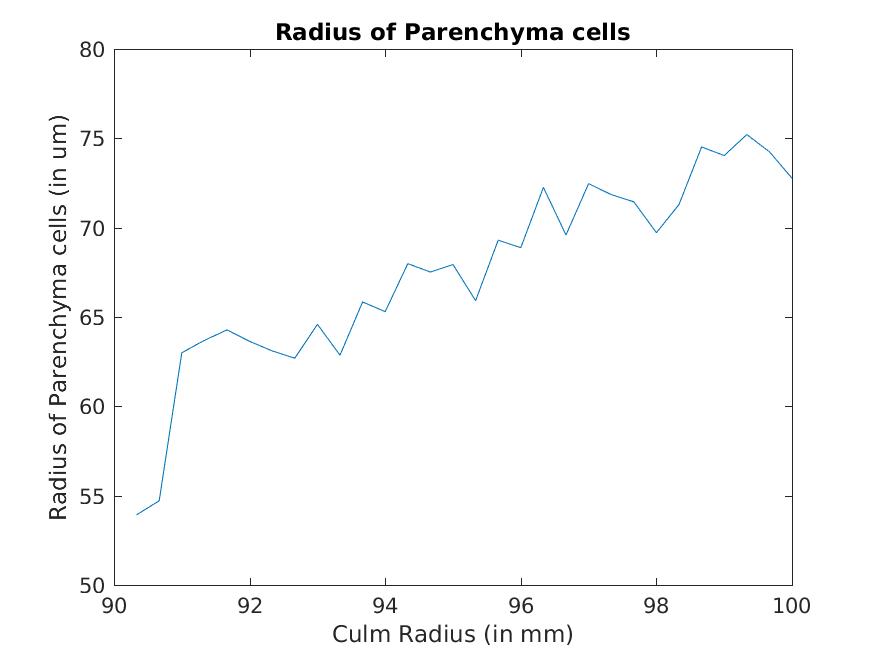 Radius of Parenchyma cells
80
75
70
65
60
55
50
Radius of Parenchyma cells (in um)
90 92 94 96 98 100
Culm Radius (in mm)